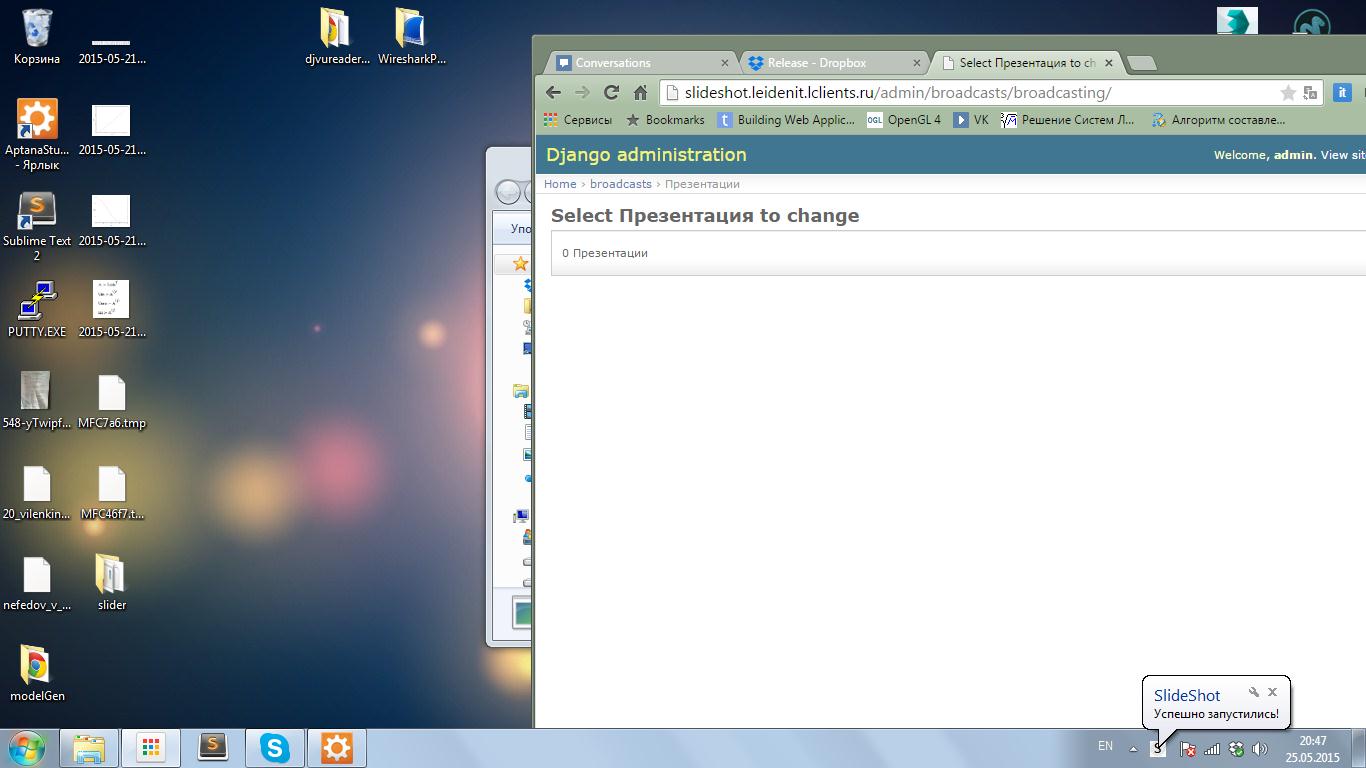 Корзина
2015-05-21...
AptanaStu...
- Ярлык
2015-05-21...
Sublime Text
2
2015-05-21...
PUTTY.EXE
2015-05-21...
548-yTwipf...
MFC7a6.tmp
20_vilenkin...
MFC46f7.t...
nefedov_v_...
slider
modelGen
djvureader...
WiresharkP...
Упо
Conversations
Release - Dropbox
Select Презентация to ch
slideshot.leidenit.lclients.ru/admin/broadcasts/broadcasting/
it
Сервисы
Bookmarks
Building Web Applic...
OGL OpenGL 4
VK
Решение Систем Л...
Алгоритм составле...
Django administration
Welcome, admin. View sit
Home › broadcasts › Презентации
Select Презентация to change
0 Презентации
SlideShot
Успешно запустились!
EN
20:47
25.05.2015